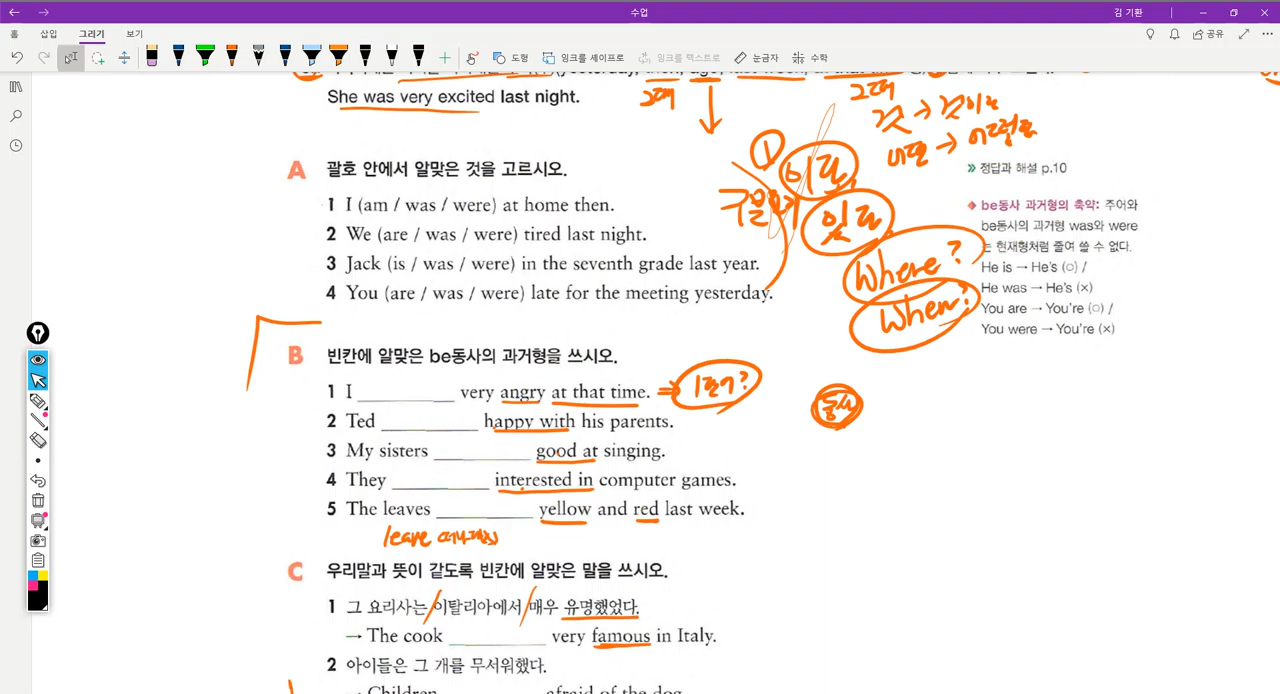 수업
김 기환
홈 삽입 그리기 보기
공유
도형 잉크를 셰이프로 잉크를 텍스트로 눈금자 수학
She was very excited last night.
그때
그때
것 → 것이는
①
비번
있는
Where?
When?
A 괄호 안에서 알맞은 것을 고르시오.
1 I (am / was / were) at home then.
2 We (are / was / were) tired last night.
3 Jack (is / was / were) in the seventh grade last year.
4 You (are / was / were) late for the meeting yesterday.
» 정답과 해설 p.10
◆ be동사 과거형의 축약: 주어와
be동사의 과거형 was와 were
는 현재형처럼 줄여 쓸 수 없다.
He is → He's (○) /
He was → He's (×)
You are → You're (○) /
You were → You're (×)
B 빈칸에 알맞은 be동사의 과거형을 쓰시오.
1 I __________ very angry at that time. ⇒
2 Ted __________ happy with his parents.
3 My sisters __________ good at singing.
4 They __________ interested in computer games.
5 The leaves __________ yellow and red last week.
동사
leave
C 우리말과 뜻이 같도록 빈칸에 알맞은 말을 쓰시오.
1 그 요리사는 이탈리아에서 매우 유명했었다.
→ The cook __________ very famous in Italy.
2 아이들은 그 개를 무서워했다.
→ Children __________ afraid of the dog.